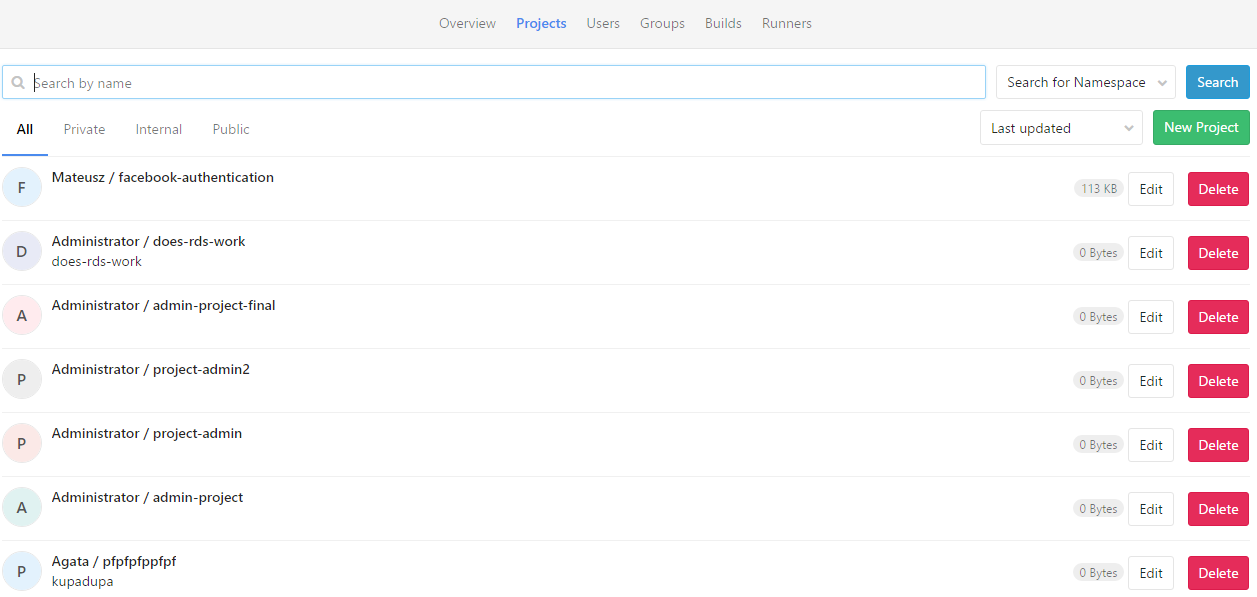 Overview Projects Users Groups Builds Runners
Search by name Search for Namespace Search
All Private Internal Public Last updated New Project
F Mateusz / facebook-authentication 113 KB Edit Delete
D Administrator / does-rds-work 0 Bytes Edit Delete
does-rds-work
A Administrator / admin-project-final 0 Bytes Edit Delete
P Administrator / project-admin2 0 Bytes Edit Delete
P Administrator / project-admin 0 Bytes Edit Delete
A Administrator / admin-project 0 Bytes Edit Delete
P Agata / pfpfpfppfpf 0 Bytes Edit Delete
kupadupa